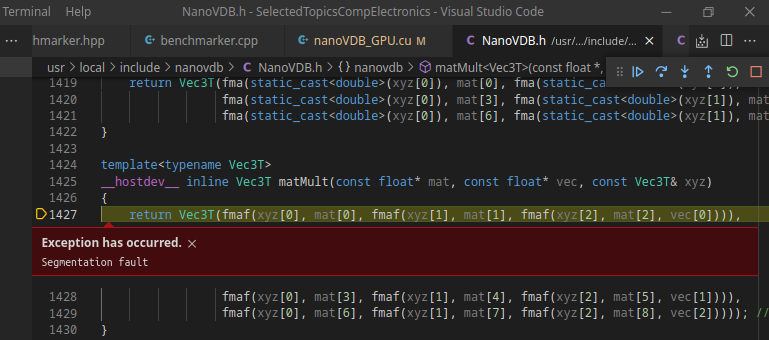 Terminal Help NanoVDB.h - SelectedTopicsCompElectronics - Visual Studio Code
··· hmarker.hpp benchmarker.cpp nanoVDB_GPU.cu M NanoVDB.h /usr/.../include/...
usr > local > include > nanovdb > NanoVDB.h > {} nanovdb > matMult<Vec3T>(const float *,
1419 return Vec3T(fma(static_cast<double>(xyz[0]), mat[0], fma(static_cast
1420 fma(static_cast<double>(xyz[0]), mat[3], fma(static_cast<double>(xyz[1]), mat
1421 fma(static_cast<double>(xyz[0]), mat[6], fma(static_cast<double>(xyz[1]), mat
1422 }
1423
1424 template<typename Vec3T>
1425 __hostdev__ inline Vec3T matMult(const float* mat, const float* vec, const Vec3T& xyz)
1426 {
1427 return Vec3T(fmaf(xyz[0], mat[0], fmaf(xyz[1], mat[1], fmaf(xyz[2], mat[2], vec[0]))),
Exception has occurred.
Segmentation fault
1428 fmaf(xyz[0], mat[3], fmaf(xyz[1], mat[4], fmaf(xyz[2], mat[5], vec[1]))),
1429 fmaf(xyz[0], mat[6], fmaf(xyz[1], mat[7], fmaf(xyz[2], mat[8], vec[2])))); //
1430 }